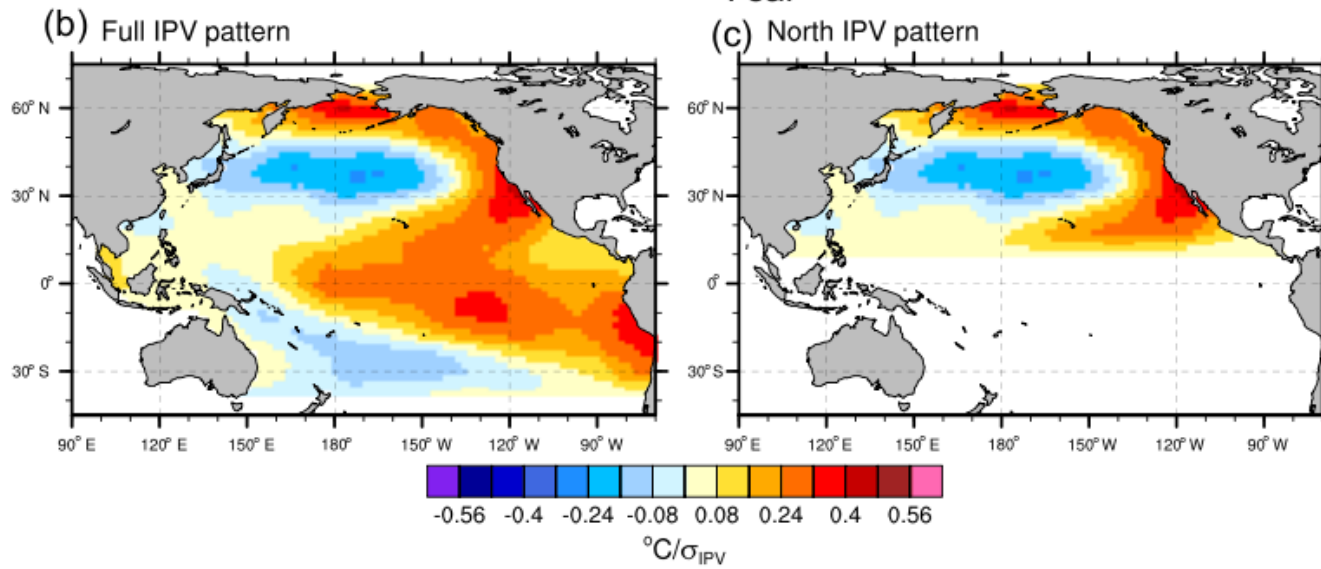 (b) Full IPV pattern
(c) North IPV pattern
60° N
30° N
0°
30° S
90° E
120° E
150° E
180°
150° W
120° W
90° W
60° N
30° N
0°
30° S
90° E
120° E
150° E
180°
150° W
120° W
90° W
-0.56 -0.4 -0.24 -0.08 0.08 0.24 0.4 0.56
°C/σIPV